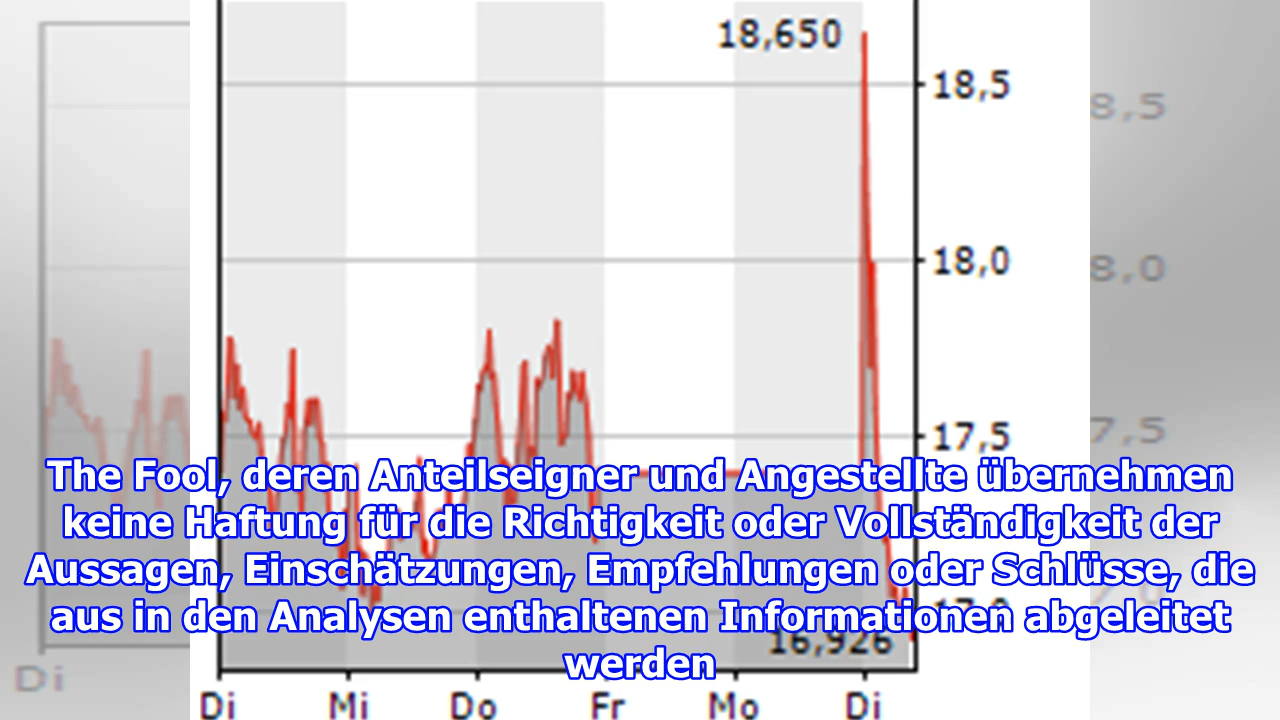 18,650
18,5
8,5
18,0
8,0
17,5
7,5
The Fool, deren Anteilseigner und Angestellte übernehmen
keine Haftung für die Richtigkeit oder Vollständigkeit der
Aussagen, Einschätzungen, Empfehlungen oder Schlüsse, die
aus in den Analysen enthaltenen Informationen abgeleitet
werden
16,926
Di
Di Mi Do Fr Mo Di